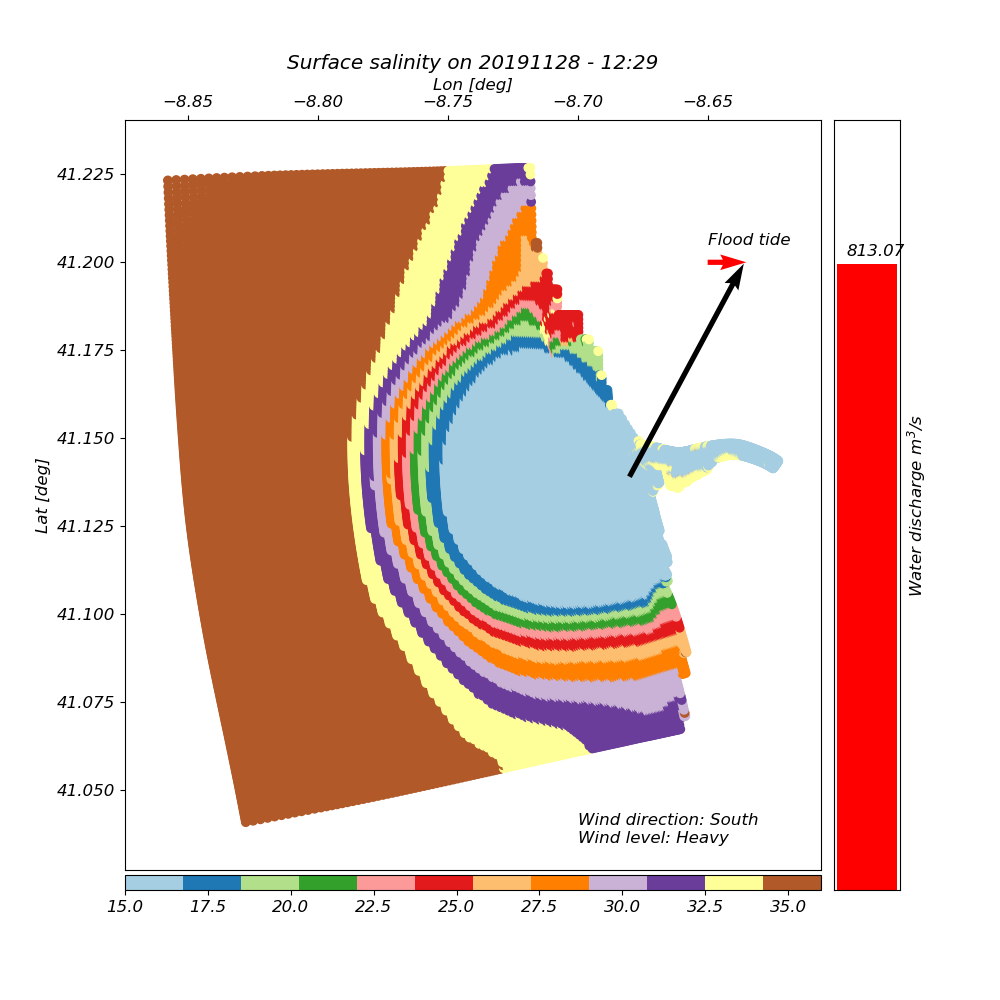 Surface salinity on 20191128 - 12:29
Lon [deg]
−8.85 −8.80 −8.75 −8.70 −8.65
41.225
41.200
41.175
41.150
41.125
41.100
41.075
41.050
Lat [deg]
Flood tide
813.07
Water discharge m³/s
Wind direction: South
Wind level: Heavy
15.0 17.5 20.0 22.5 25.0 27.5 30.0 32.5 35.0